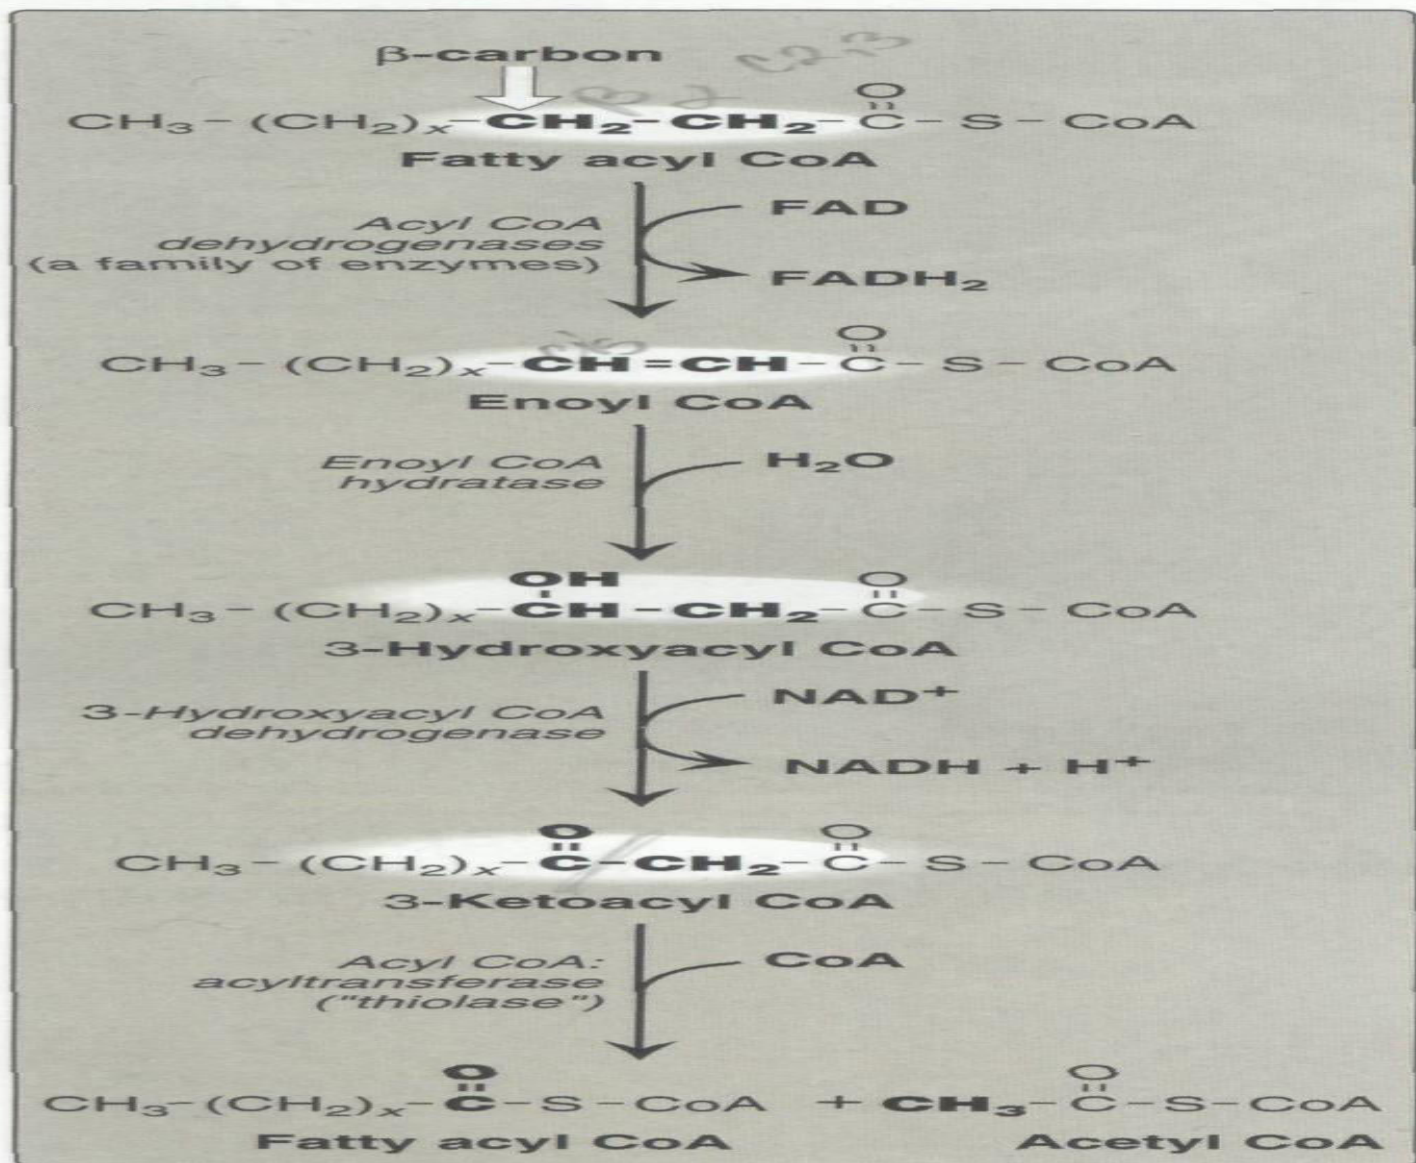 β-carbon
C2-3
β 2
O
CH₃-(CH₂)ₓ-CH₂-CH₂-C-S-CoA
Fatty acyl CoA
Acyl CoA
dehydrogenases
(a family of enzymes)
FAD
FADH₂
O
CH₃-(CH₂)ₓ-CH=CH-C-S-CoA
Enoyl CoA
Enoyl CoA
hydratase
H₂O
OH O
CH₃-(CH₂)ₓ-CH-CH₂-C-S-CoA
3-Hydroxyacyl CoA
3-Hydroxyacyl CoA
dehydrogenase
NAD⁺
NADH + H⁺
O O
CH₃-(CH₂)ₓ-C-CH₂-C-S-CoA
3-Ketoacyl CoA
Acyl CoA:
acyltransferase
("thiolase")
CoA
O O
CH₃-(CH₂)ₓ-C-S-CoA + CH₃-C-S-CoA
Fatty acyl CoA Acetyl CoA